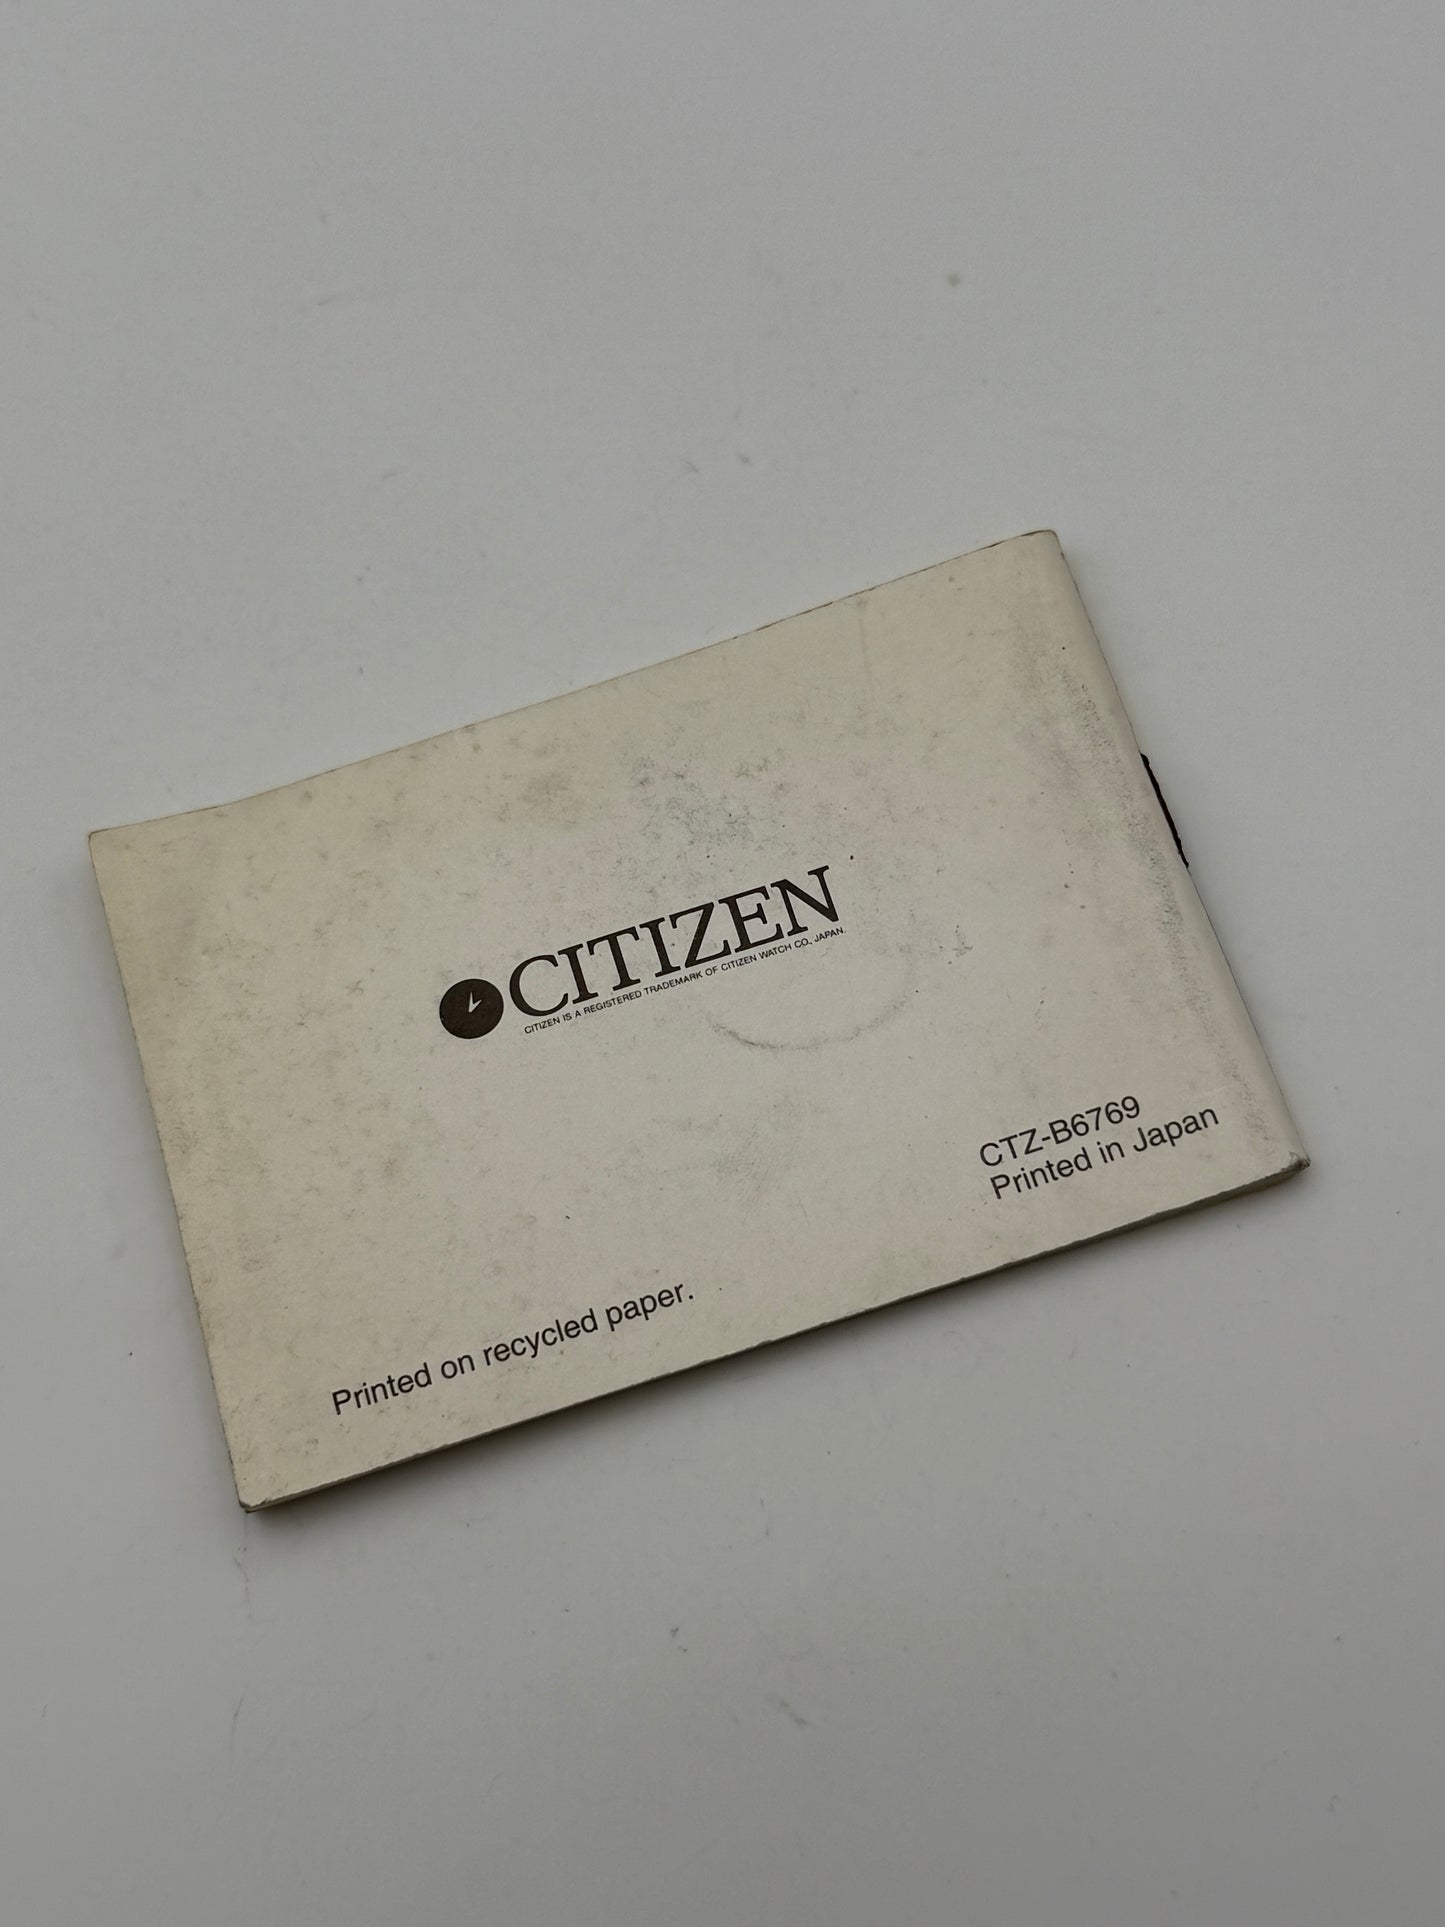 CITIZEN
CITIZEN IS A REGISTERED TRADEMARK OF CITIZEN WATCH CO., JAPAN.
CTZ-B6769
Printed in Japan
Printed on recycled paper.